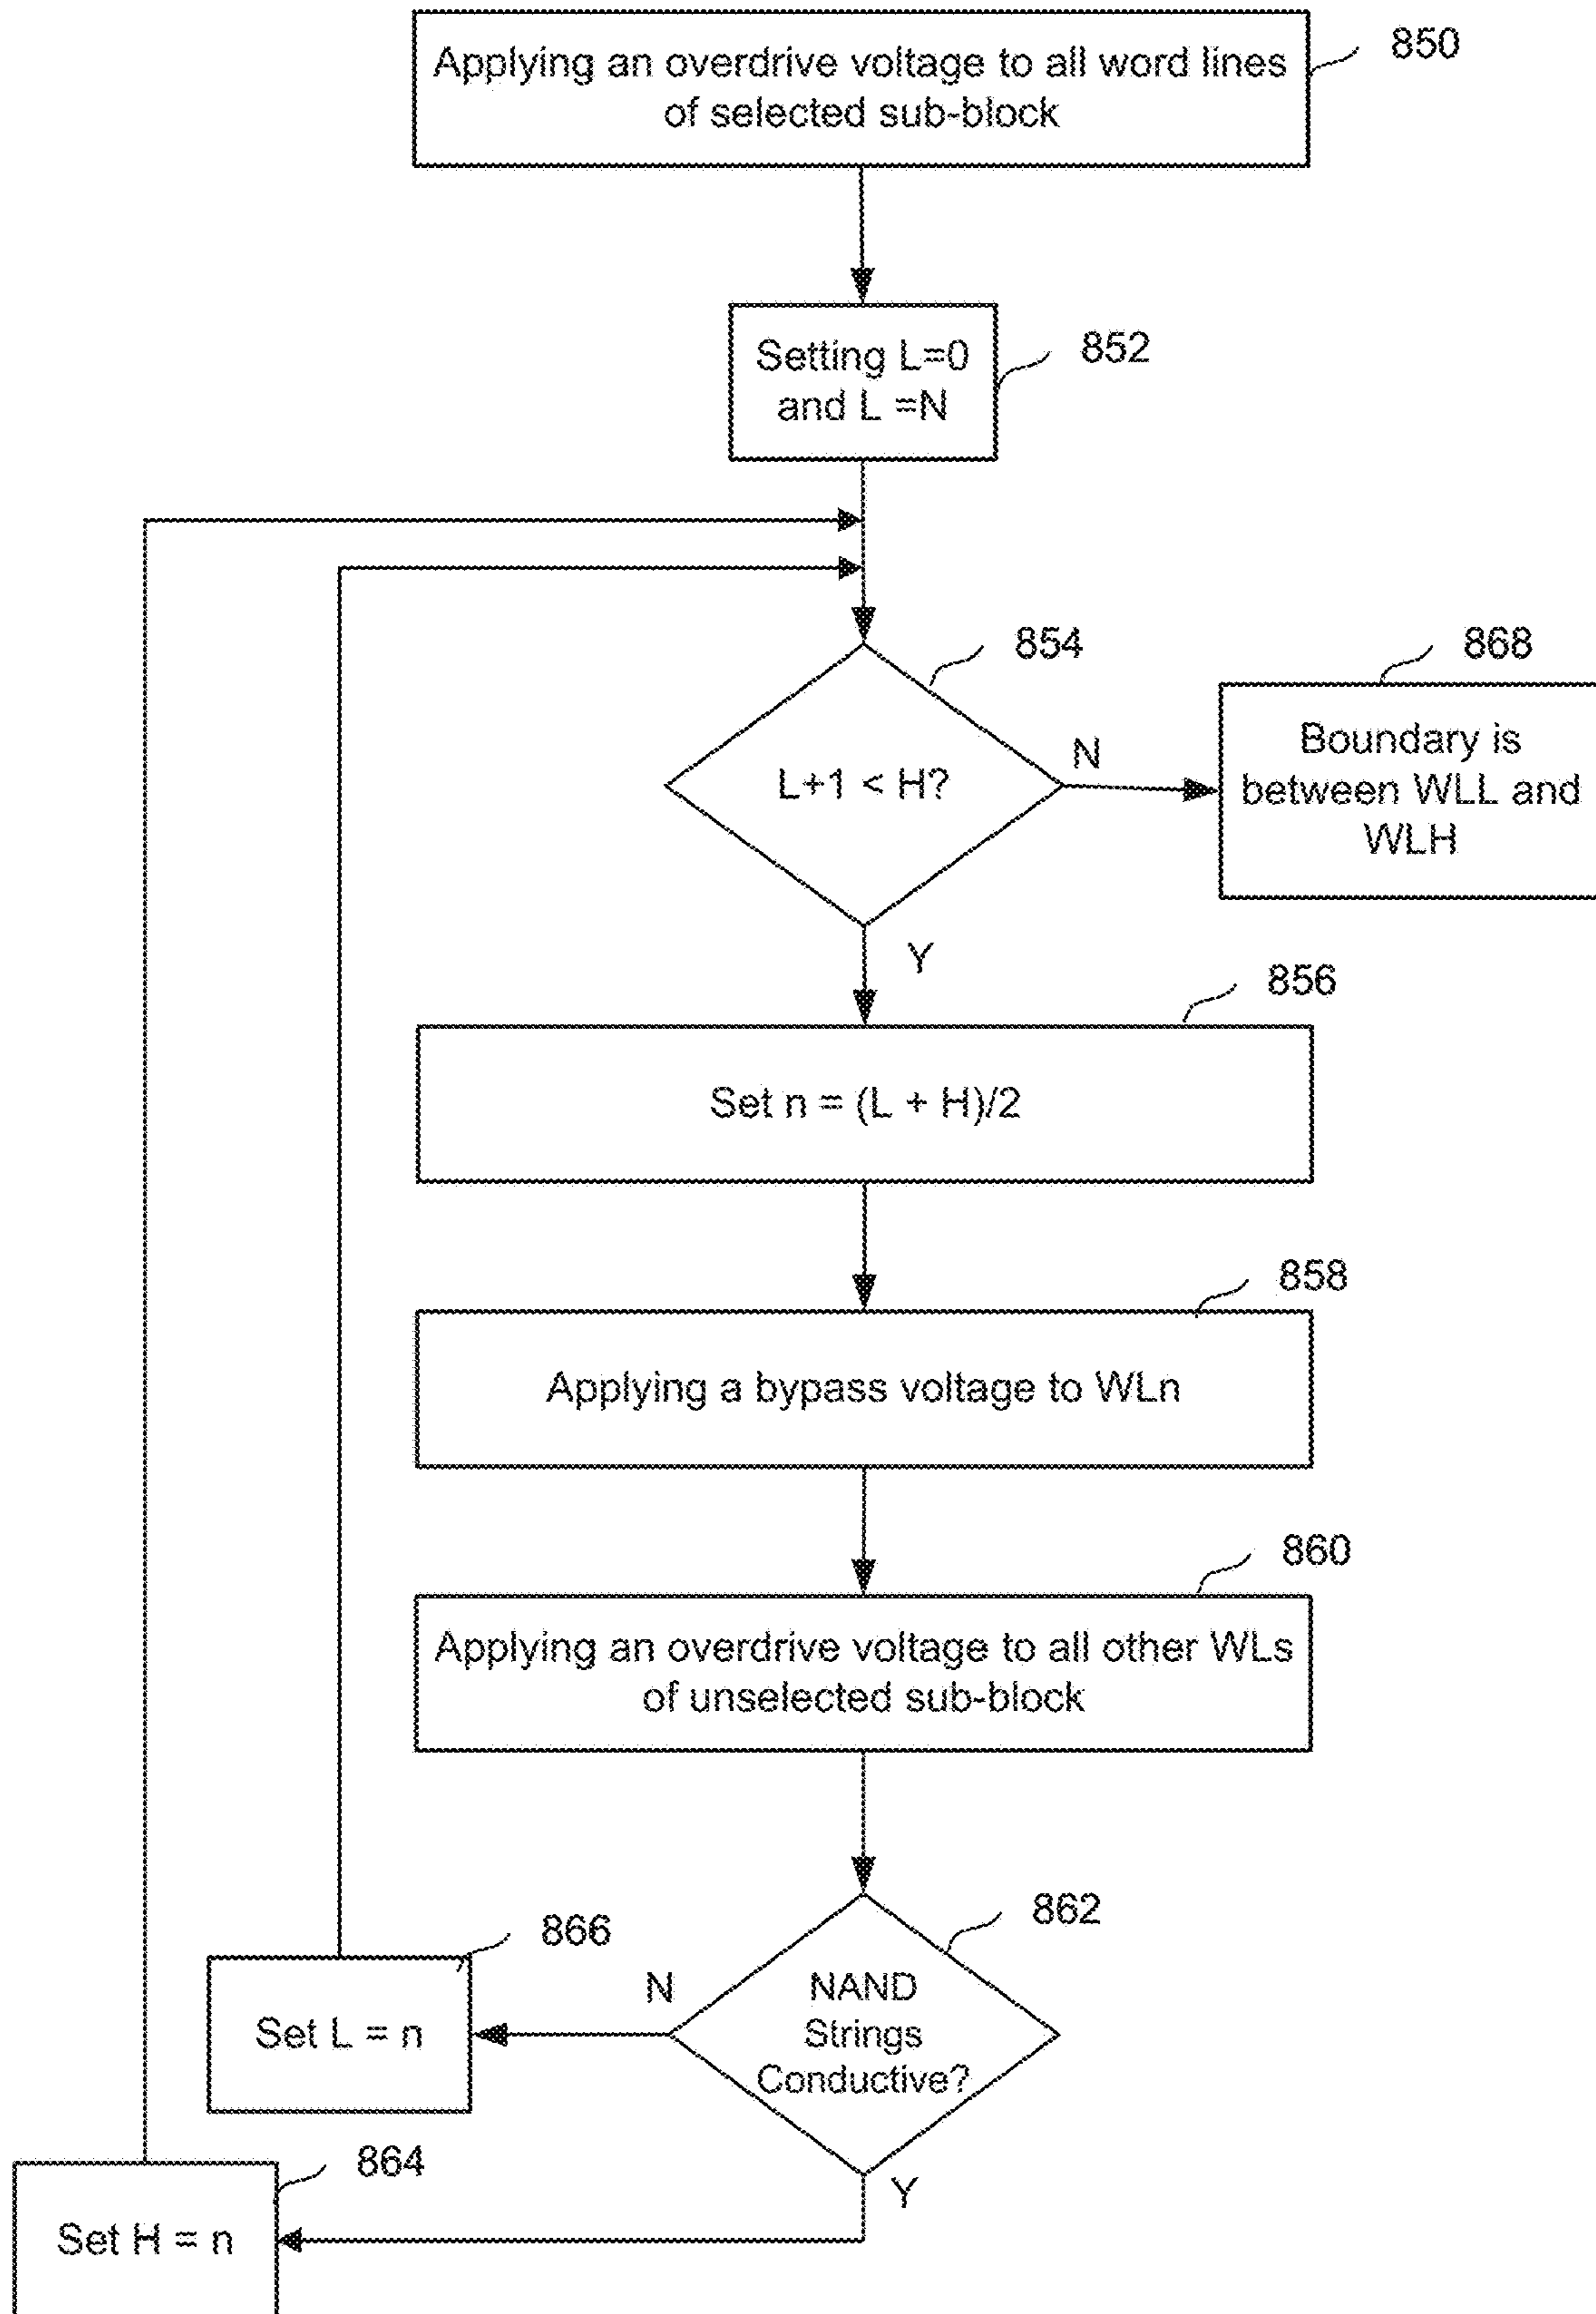 Applying an overdrive voltage to all word lines
of selected sub-block
850
Setting L=0
and L =N
852
854
L+1 < H?
N
Y
868
Boundary is
between WLL and
WLH
856
Set n = (L + H)/2
858
Applying a bypass voltage to WLn
860
Applying an overdrive voltage to all other WLs
of unselected sub-block
862
NAND
Strings
Conductive?
N
Y
866
Set L = n
864
Set H = n